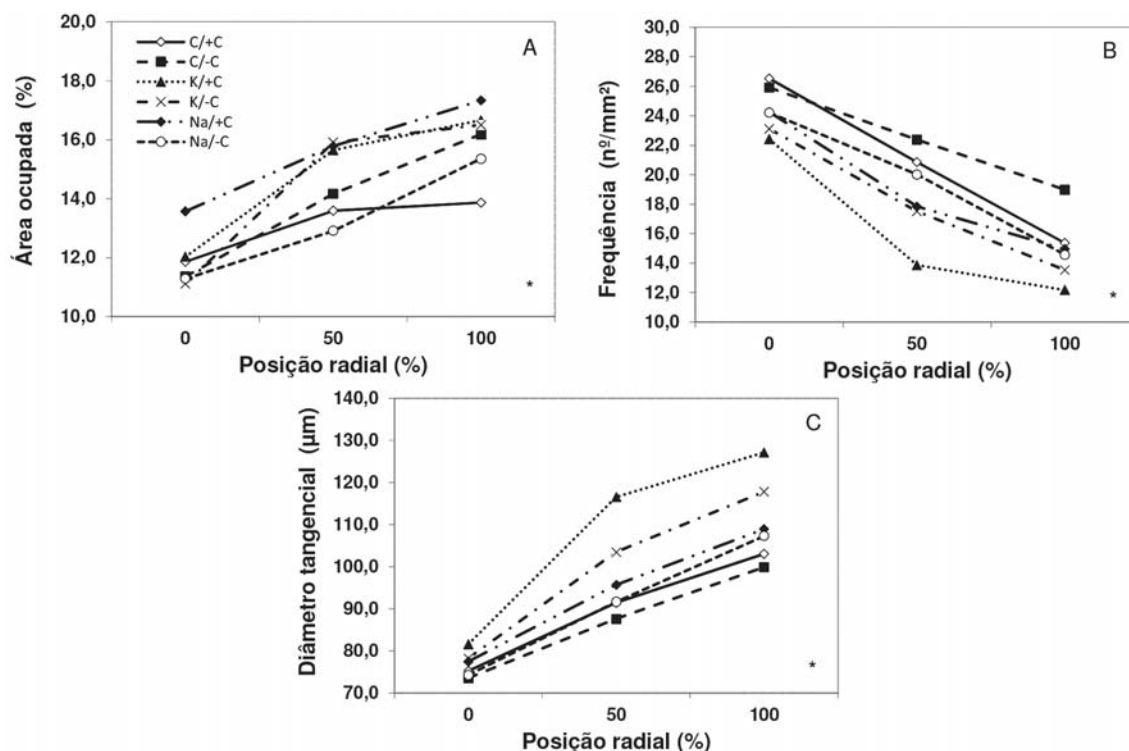 A
Área ocupada (%)
20,0
18,0
16,0
14,0
12,0
10,0
C/+C
C/-C
K/+C
K/-C
Na/+C
Na/-C
*
0 50 100
Posição radial (%)
B
Frequência (nº/mm²)
30,0
28,0
26,0
24,0
22,0
20,0
18,0
16,0
14,0
12,0
10,0
*
0 50 100
Posição radial (%)
C
Diâmetro tangencial (µm)
140,0
130,0
120,0
110,0
100,0
90,0
80,0
70,0
*
0 50 100
Posição radial (%)